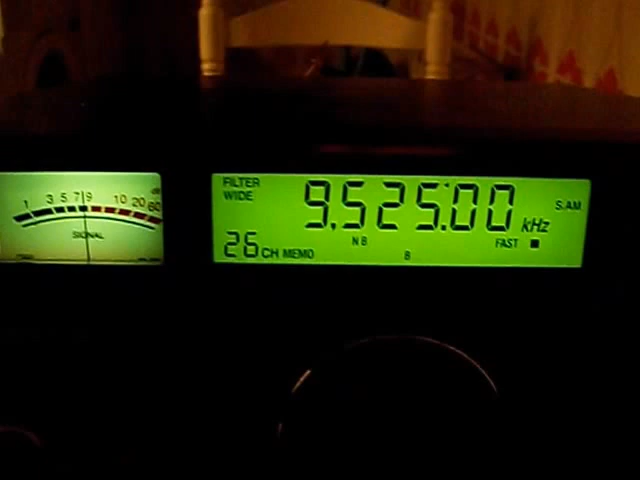 1 3 5 7 9 10 20 60
SIGNAL
FILTER
WIDE
9,525.00 kHz
S.AM
NB
FAST
26 CH MEMO
B